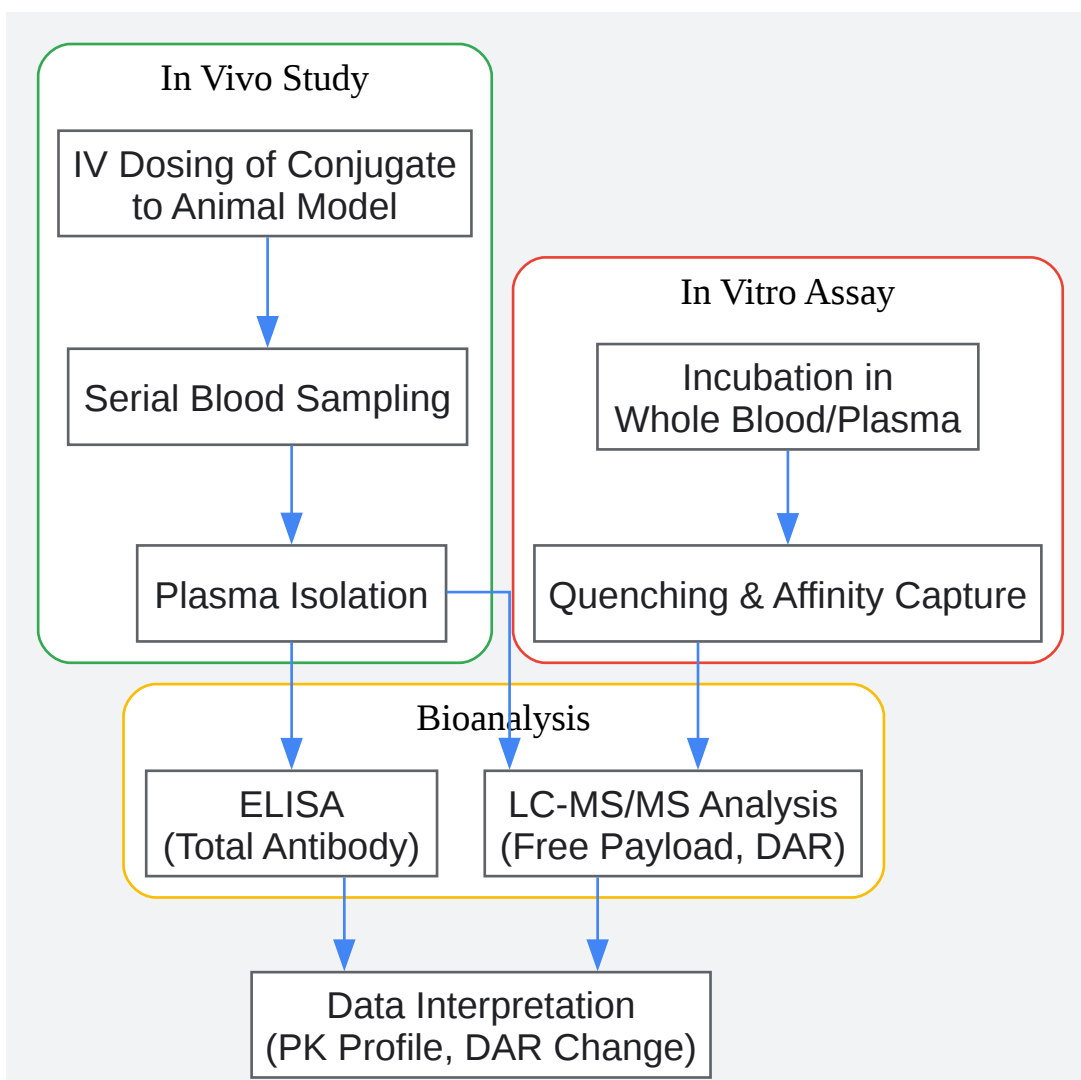 In Vivo Study
IV Dosing of Conjugate
to Animal Model
Serial Blood Sampling
Plasma Isolation
In Vitro Assay
Incubation in
Whole Blood/Plasma
Quenching & Affinity Capture
Bioanalysis
ELISA
(Total Antibody)
LC-MS/MS Analysis
(Free Payload, DAR)
Data Interpretation
(PK Profile, DAR Change)